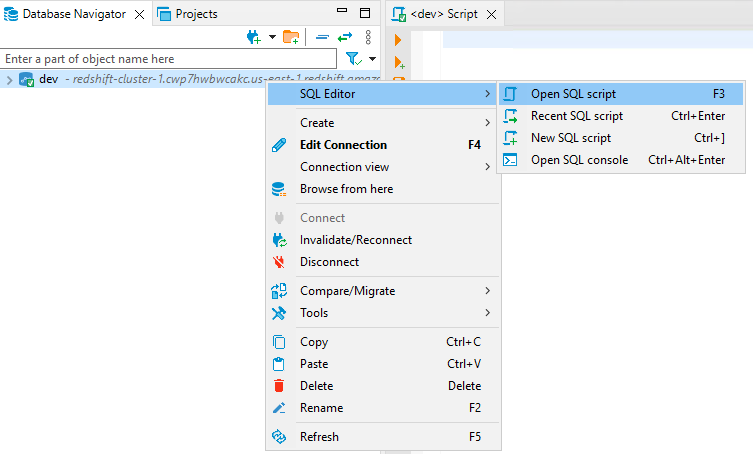 Database Navigator
Projects
<dev> Script
Enter a part of object name here
dev - redshift-cluster-1.cwp7hwbwcakc.us-east-1.redshift.amazo
SQL Editor
Open SQL script F3
Recent SQL script Ctrl+Enter
New SQL script Ctrl+]
Open SQL console Ctrl+Alt+Enter
Create
Edit Connection F4
Connection view
Browse from here
Connect
Invalidate/Reconnect
Disconnect
Compare/Migrate
Tools
Copy Ctrl+C
Paste Ctrl+V
Delete Delete
Rename F2
Refresh F5